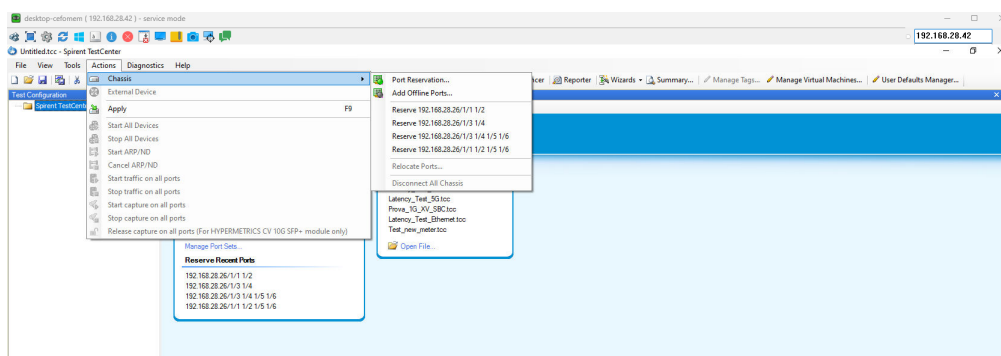 desktop-cefomem ( 192.168.28.42 ) - service mode
192.168.28.42
Untitled.tcc - Spirent TestCenter
File View Tools Actions Diagnostics Help
Reporter Wizards Summary... Manage Tags... Manage Virtual Machines... User Defaults Manager...
Test Configuration
Spirent TestCente
Chassis
External Device
Apply F9
Start All Devices
Stop All Devices
Start ARP/ND
Cancel ARP/ND
Start traffic on all ports
Stop traffic on all ports
Start capture on all ports
Stop capture on all ports
Release capture on all ports (For HYPERMETRICS CV 10G SFP+ module only)
Port Reservation...
Add Offline Ports...
Reserve 192.168.28.26/1/1 1/2
Reserve 192.168.28.26/1/3 1/4
Reserve 192.168.28.26/1/3 1/4 1/5 1/6
Reserve 192.168.28.26/1/1 1/2 1/5 1/6
Relocate Ports...
Disconnect All Chassis
Latency_Test_5G.tcc
Prova_1G_XV_SBC.tcc
Latency_Test_Ethernet.tcc
Test_new_meter.tcc
Open File...
Manage Port Sets...
Reserve Recent Ports
192.168.28.26/1/1 1/2
192.168.28.26/1/3 1/4
192.168.28.26/1/3 1/4 1/5 1/6
192.168.28.26/1/1 1/2 1/5 1/6